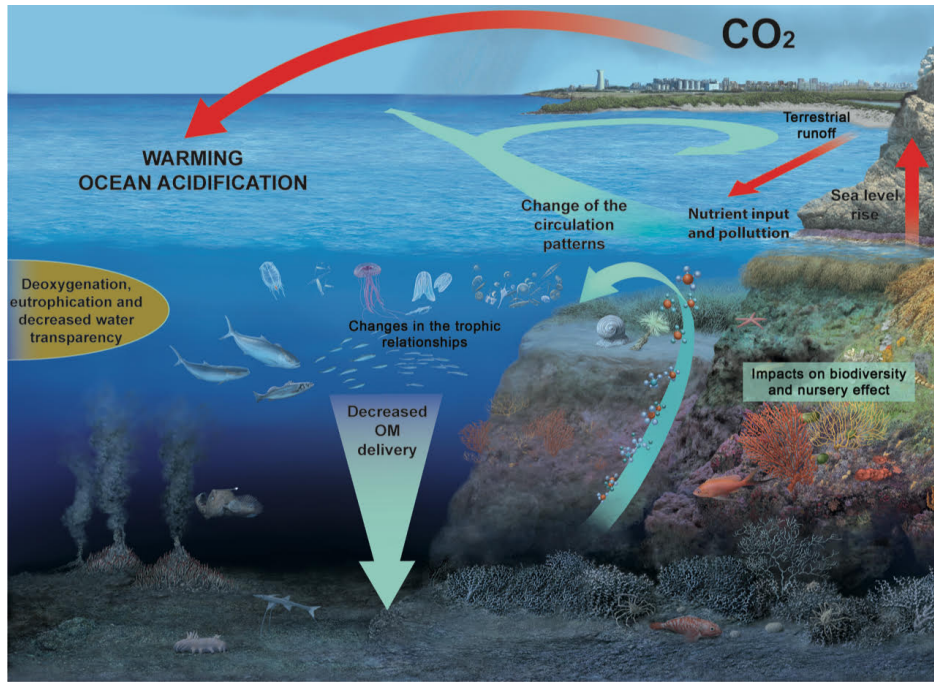 CO2
WARMING
OCEAN ACIDIFICATION
Terrestrial
runoff
Change of the
circulation
patterns
Nutrient input
and polluttion
Sea level
rise
Deoxygenation,
eutrophication and
decreased water
transparency
Changes in the trophic
relationships
Impacts on biodiversity
and nursery effect
Decreased
OM
delivery